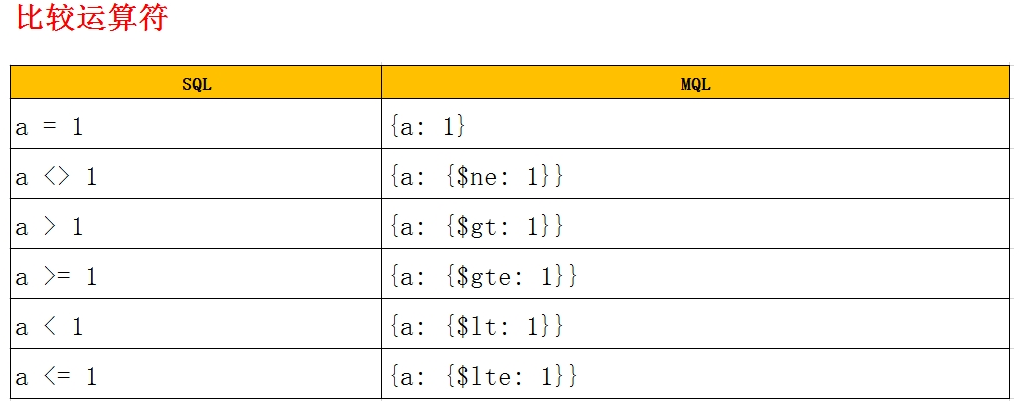 比较运算符
SQL MQL
a = 1 {a: 1}
a <> 1 {a: {$ne: 1}}
a > 1 {a: {$gt: 1}}
a >= 1 {a: {$gte: 1}}
a < 1 {a: {$lt: 1}}
a <= 1 {a: {$lte: 1}}